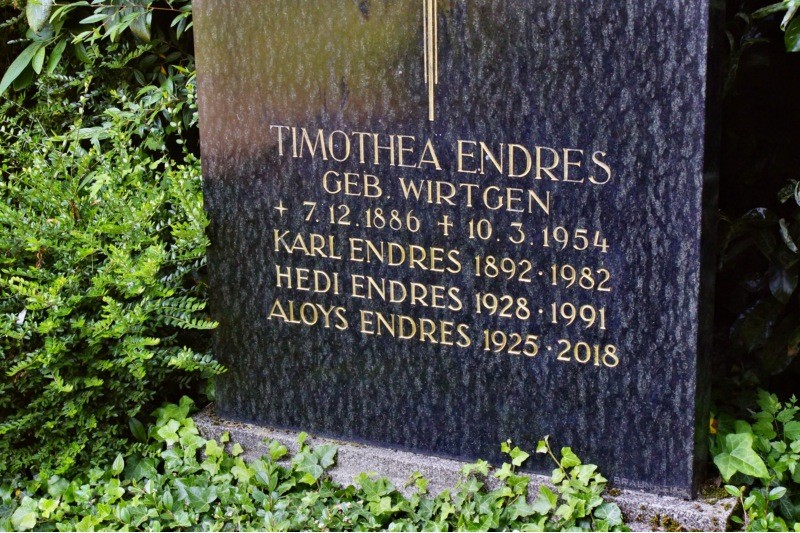 TIMOTHEA ENDRES
GEB. WIRTGEN
+ 7.12.1886 ✝ 10.3.1954
KARL ENDRES 1892·1982
HEDI ENDRES 1928·1991
ALOYS ENDRES 1925·2018